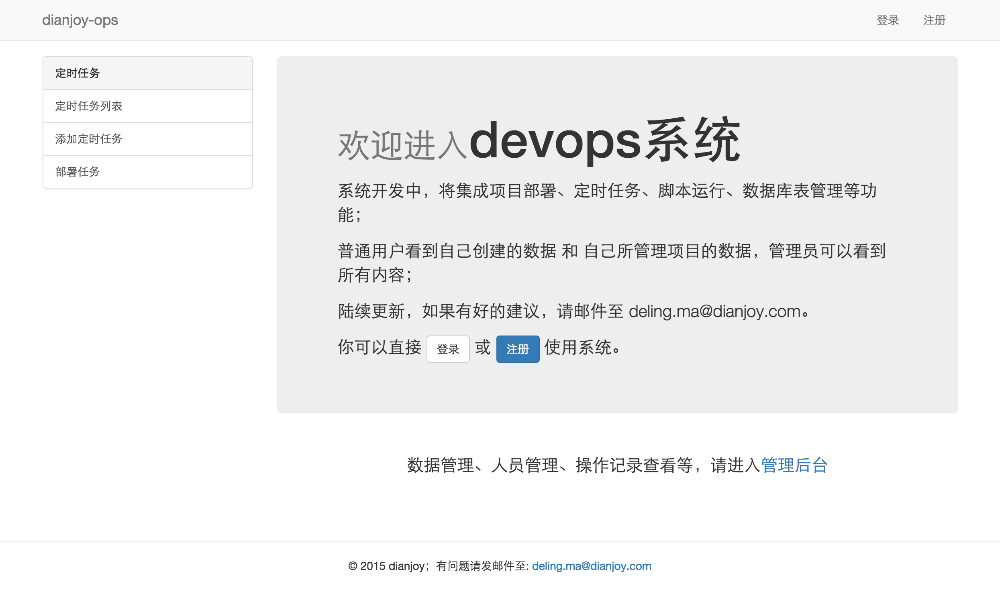 dianjoy-ops
登录
注册
定时任务
定时任务列表
添加定时任务
部署任务
欢迎进入devops系统
系统开发中，将集成项目部署、定时任务、脚本运行、数据库表管理等功
能；
普通用户看到自己创建的数据 和 自己所管理项目的数据，管理员可以看到
所有内容；
陆续更新，如果有好的建议，请邮件至 deling.ma@dianjoy.com。
你可以直接 登录 或 注册 使用系统。
数据管理、人员管理、操作记录查看等，请进入管理后台
© 2015 dianjoy；有问题请发邮件至: deling.ma@dianjoy.com